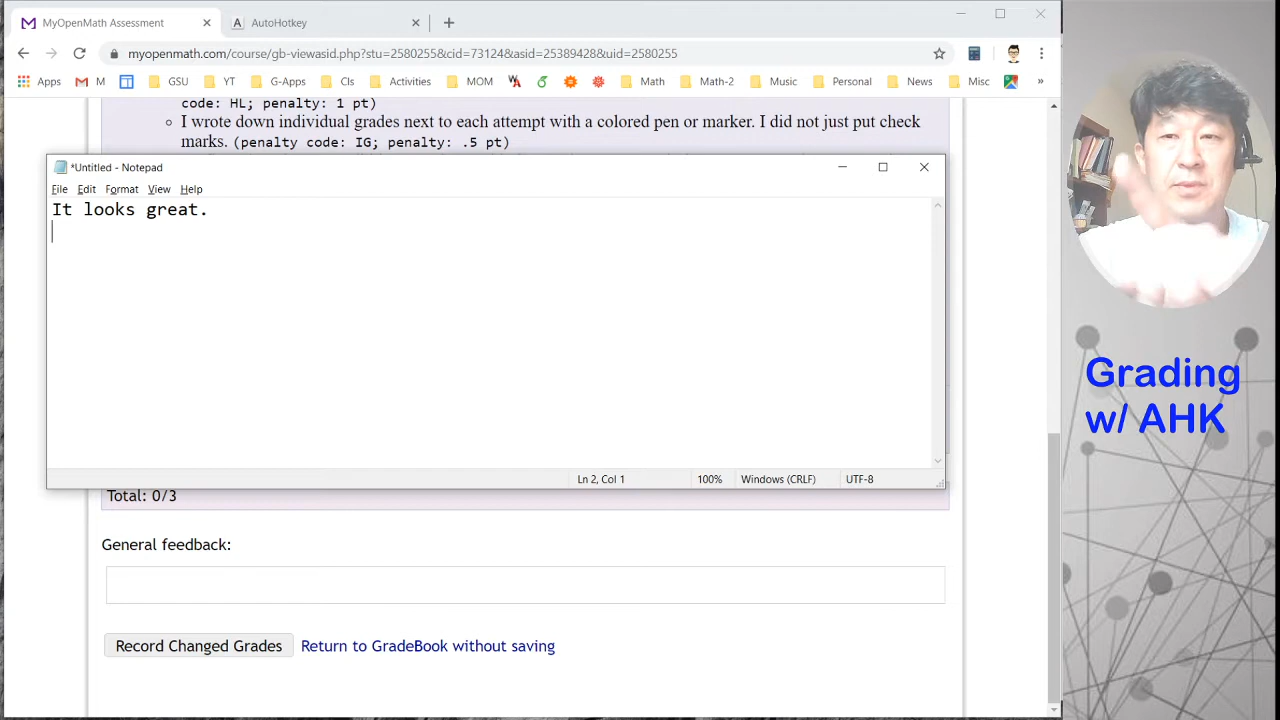 MyOpenMath Assessment
AutoHotkey
myopenmath.com/course/gb-viewasid.php?stu=2580255&cid=73124&asid=25389428&uid=2580255
Apps M GSU YT G-Apps Cls Activities MOM Math Math-2 Music Personal News Misc »
code: HL; penalty: 1 pt)
I wrote down individual grades next to each attempt with a colored pen or marker. I did not just put check
marks. (penalty code: IG; penalty: .5 pt)
*Untitled - Notepad
File Edit Format View Help
It looks great.
Ln 2, Col 1 100% Windows (CRLF) UTF-8
Total: 0/3
General feedback:
Record Changed Grades Return to GradeBook without saving
Grading
w/ AHK